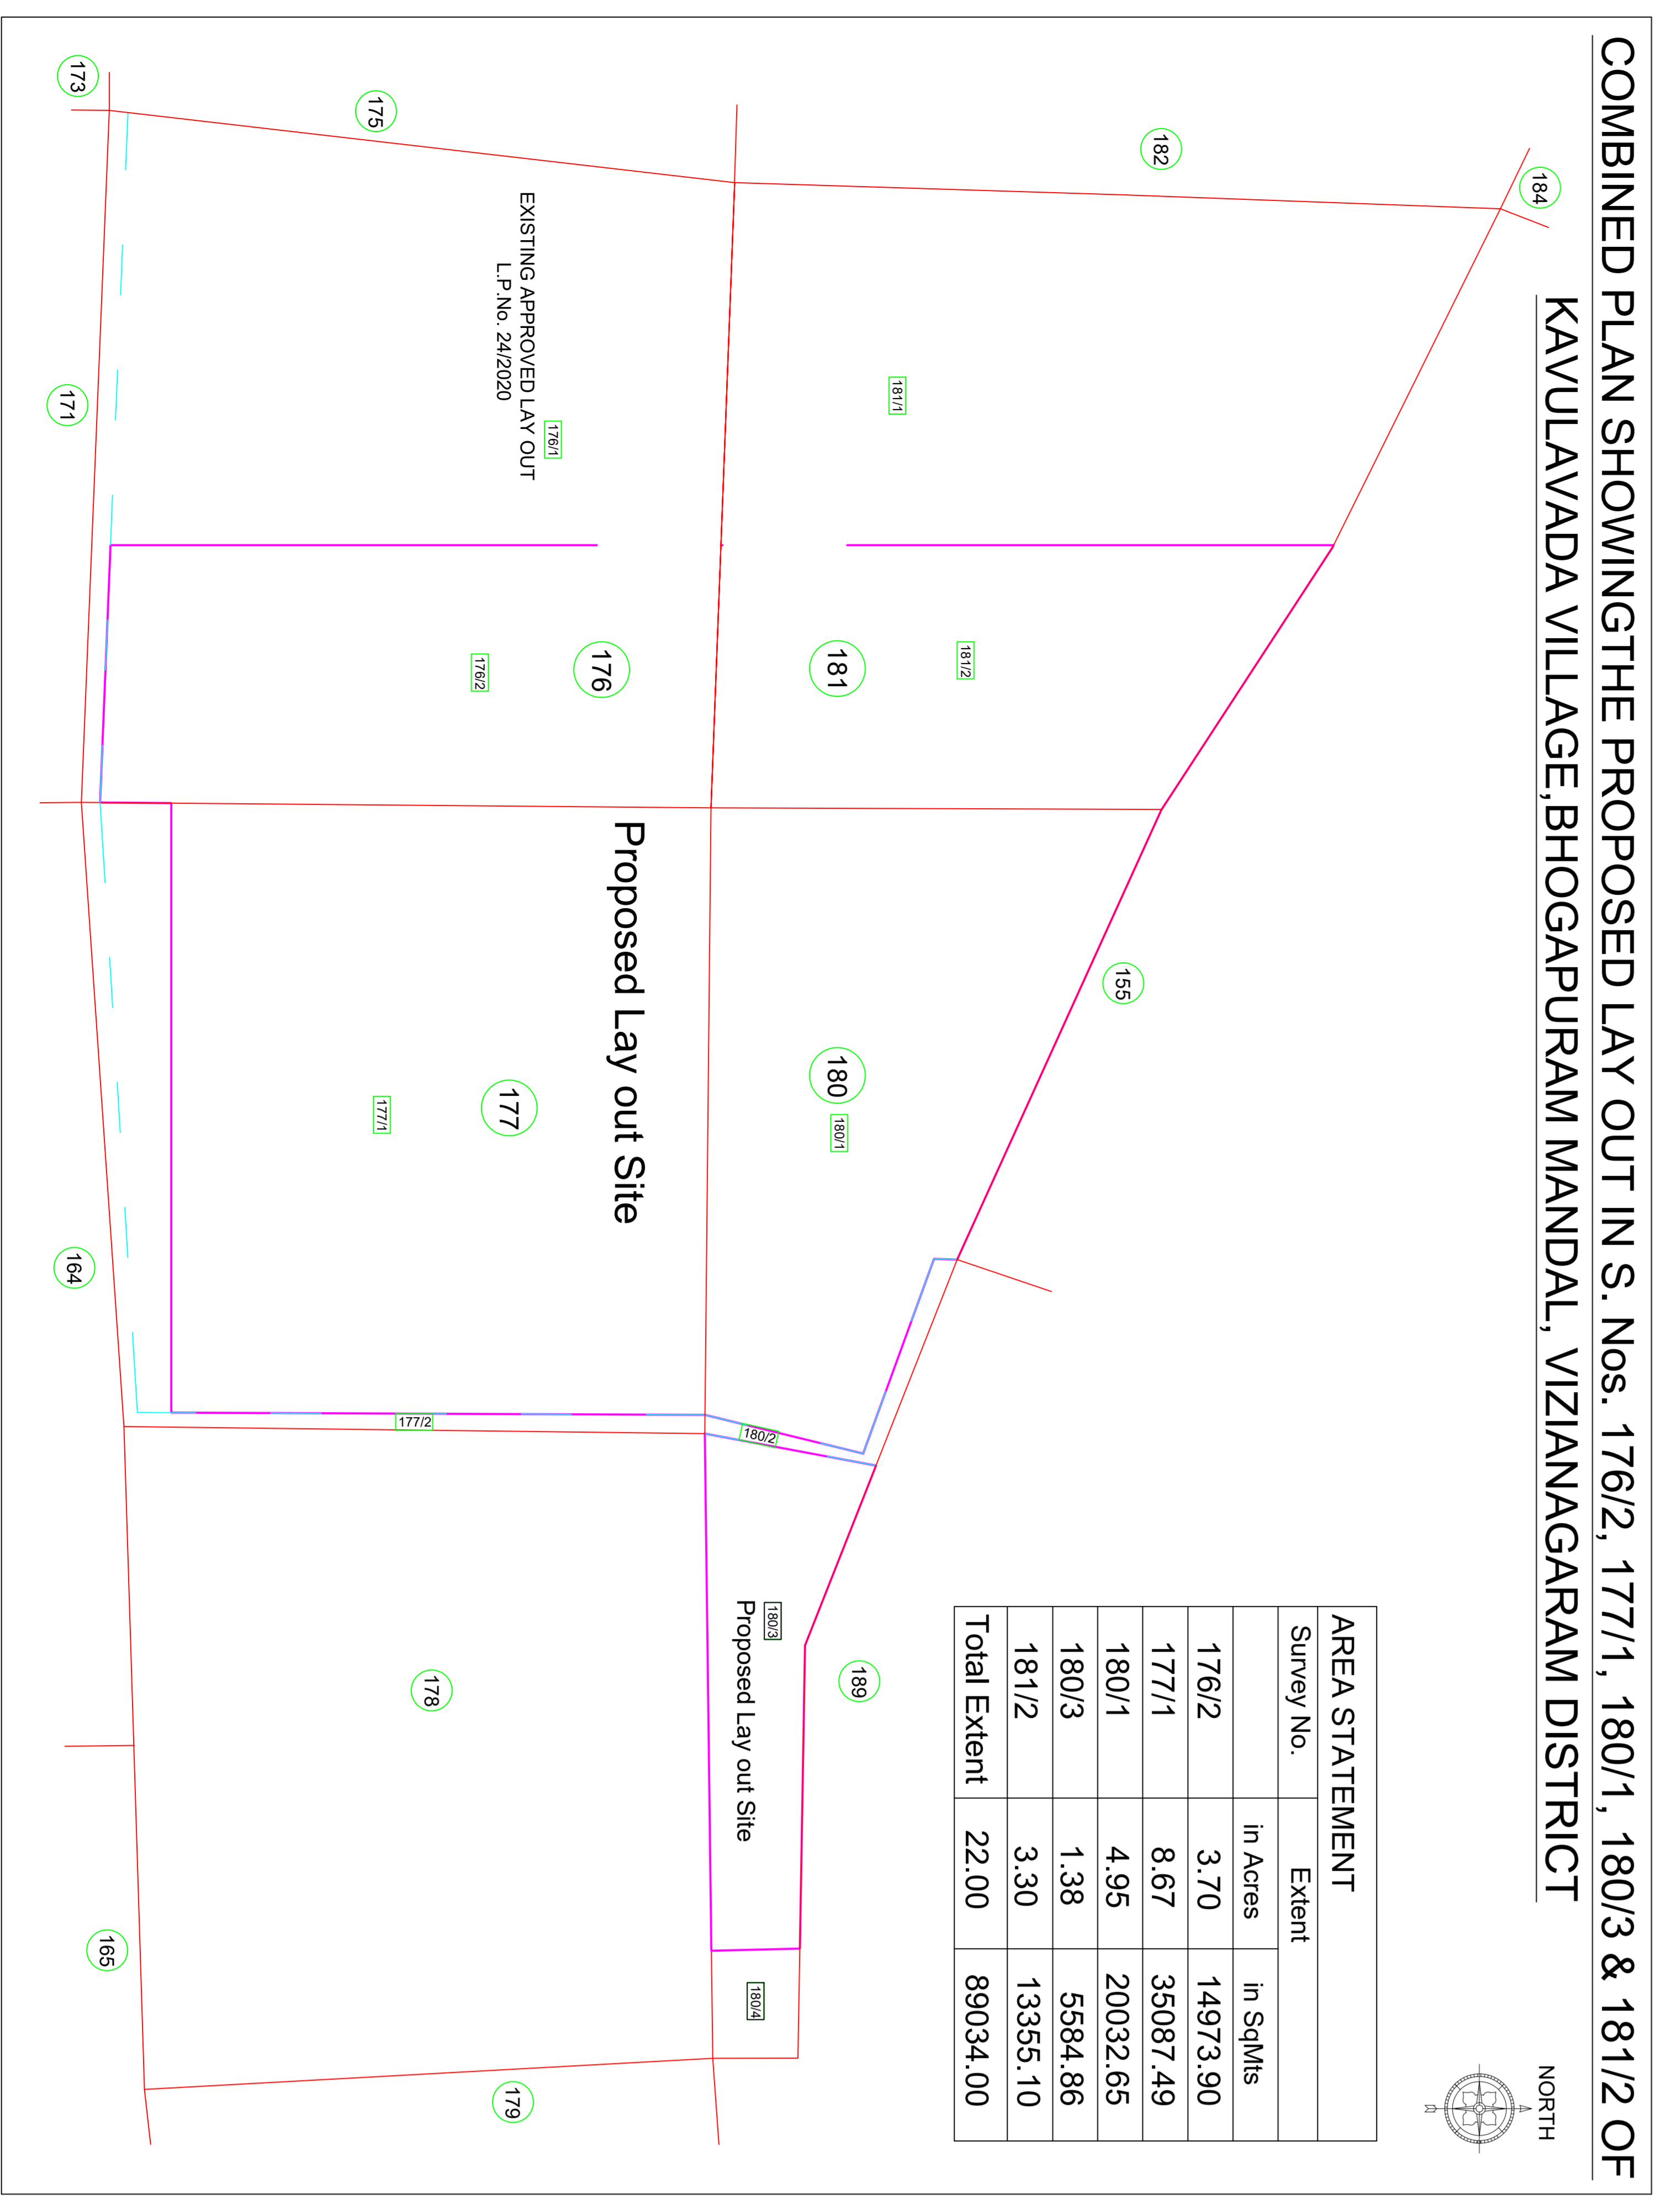 COMBINED PLAN SHOWINGTHE PROPOSED LAY OUT IN S. Nos. 176/2, 177/1, 180/1, 180/3 & 181/2 OF
KAVULAVADA VILLAGE,BHOGAPURAM MANDAL, VIZIANAGARAM DISTRICT
NORTH
AREA STATEMENT
Survey No. Extent
in Acres in SqMts
176/2 3.70 14973.90
177/1 8.67 35087.49
180/1 4.95 20032.65
180/3 1.38 5584.86
181/2 3.30 13355.10
Total Extent 22.00 89034.00
184
182
155
181/1
181/2
181
180
180/1
189
180/3
Proposed Lay out Site
180/2
180/4
175
EXISTING APPROVED LAY OUT
L.P.No. 24/2020
176/1
176
176/2
Proposed Lay out Site
177
177/1
177/2
178
179
173
171
164
165